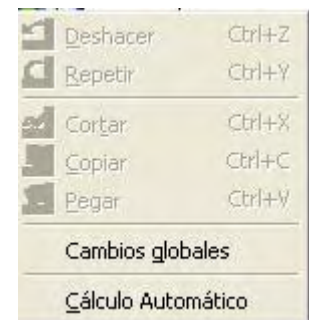 Deshacer Ctrl+Z
Repetir Ctrl+Y
Cortar Ctrl+X
Copiar Ctrl+C
Pegar Ctrl+V
Cambios globales
Cálculo Automático